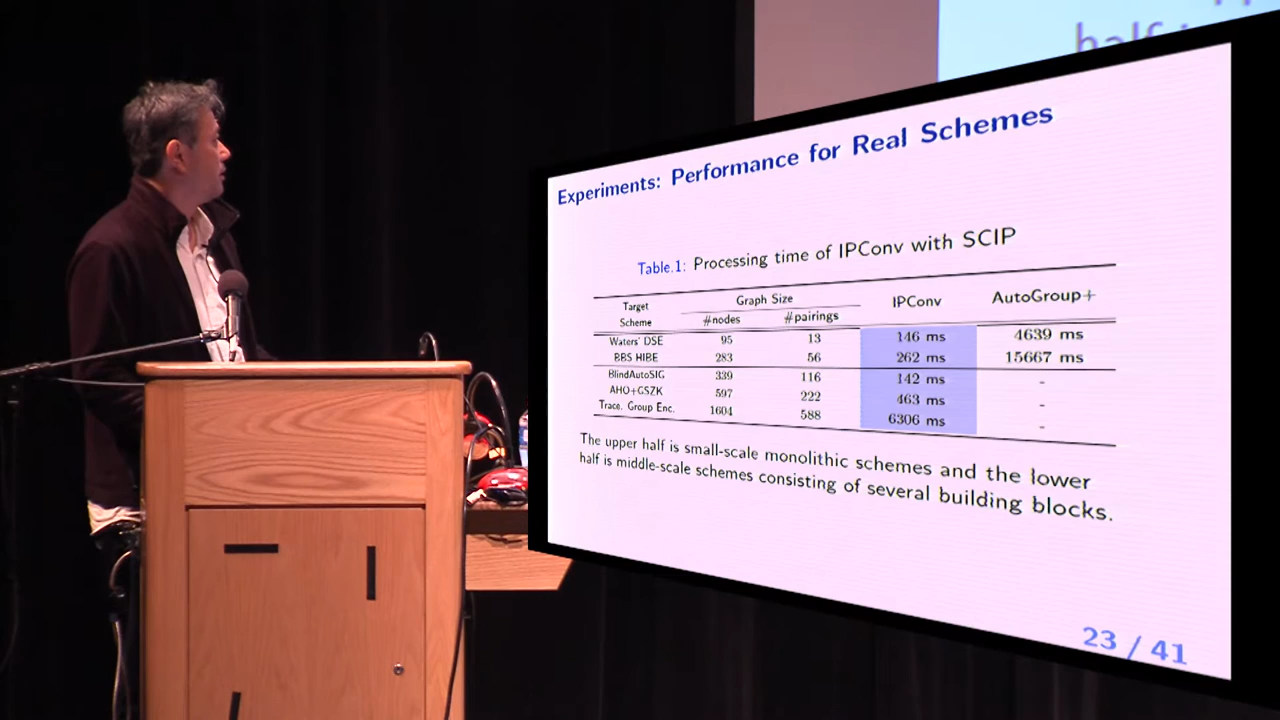 half
Experiments: Performance for Real Schemes
Table.1: Processing time of IPConv with SCIP
Target Scheme Graph Size IPConv AutoGroup+
#nodes #pairings
Waters' DSE 95 13 146 ms 4639 ms
BBS HIBE 283 56 262 ms 15667 ms
BlindAutoSIG 339 116 142 ms -
AHO+GSZK 597 222 463 ms -
Trace. Group Enc. 1604 588 6306 ms -
The upper half is small-scale monolithic schemes and the lower
half is middle-scale schemes consisting of several building blocks.
23 / 41